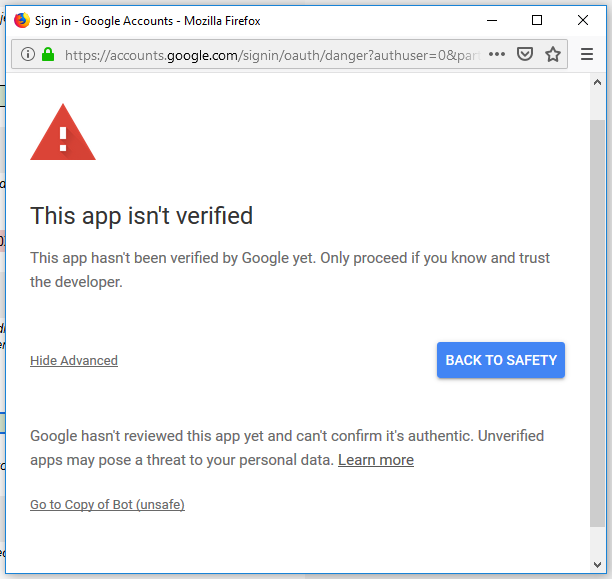 Sign in - Google Accounts - Mozilla Firefox
https://accounts.google.com/signin/oauth/danger?authuser=0&par
This app isn't verified
This app hasn't been verified by Google yet. Only proceed if you know and trust
the developer.
Hide Advanced
BACK TO SAFETY
Google hasn't reviewed this app yet and can't confirm it's authentic. Unverified
apps may pose a threat to your personal data. Learn more
Go to Copy of Bot (unsafe)